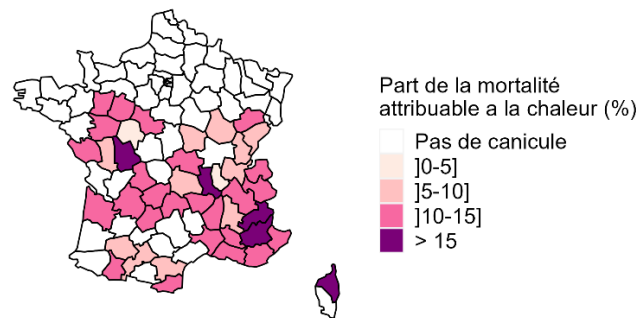 Part de la mortalité
attribuable a la chaleur (%)
Pas de canicule
]0-5]
]5-10]
]10-15]
> 15